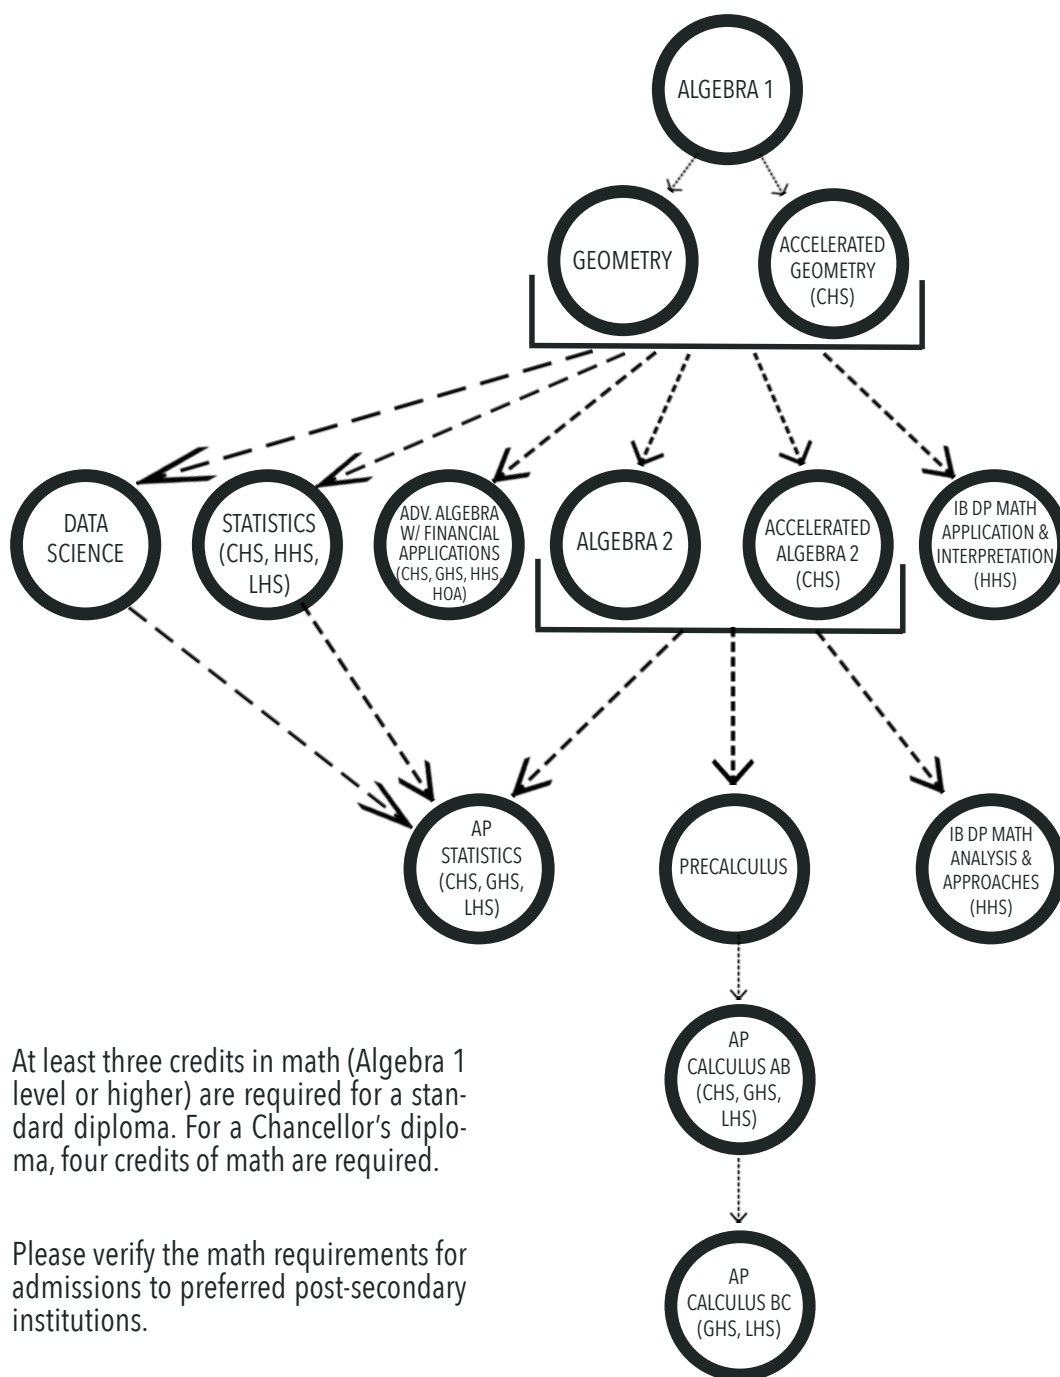 ALGEBRA 1
GEOMETRY
ACCELERATED
GEOMETRY
(CHS)
DATA
SCIENCE
STATISTICS
(CHS, HHS,
LHS)
ADV. ALGEBRA
W/ FINANCIAL
APPLICATIONS
(CHS, GHS, HHS,
HOA)
ALGEBRA 2
ACCELERATED
ALGEBRA 2
(CHS)
IB DP MATH
APPLICATION &
INTERPRETATION
(HHS)
AP
STATISTICS
(CHS, GHS,
LHS)
PRECALCULUS
IB DP MATH
ANALYSIS &
APPROACHES
(HHS)
AP
CALCULUS AB
(CHS, GHS,
LHS)
AP
CALCULUS BC
(GHS, LHS)
At least three credits in math (Algebra 1
level or higher) are required for a stan-
dard diploma. For a Chancellor's diplo-
ma, four credits of math are required.
Please verify the math requirements for
admissions to preferred post-secondary
institutions.